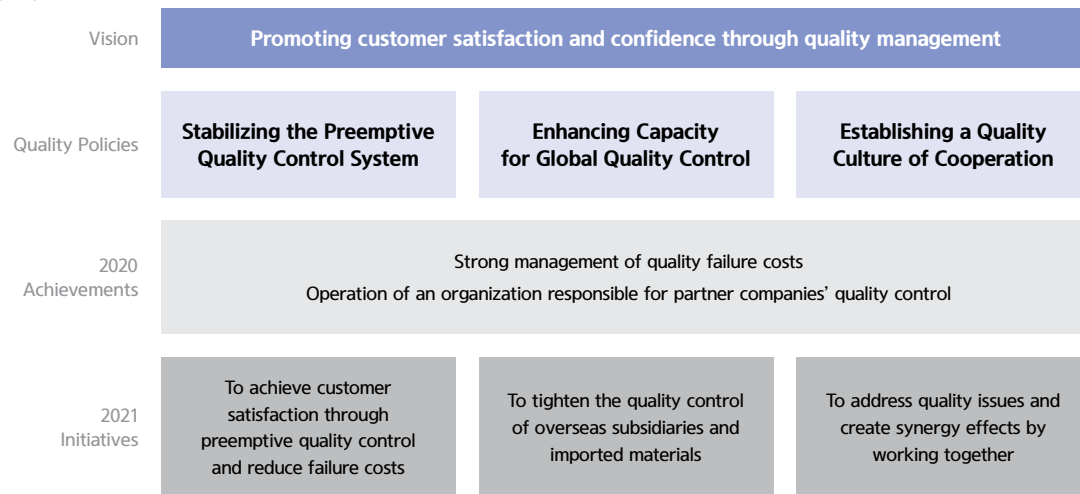 Vision
Promoting customer satisfaction and confidence through quality management
Quality Policies
Stabilizing the Preemptive
Quality Control System
Enhancing Capacity
for Global Quality Control
Establishing a Quality
Culture of Cooperation
2020
Achievements
Strong management of quality failure costs
Operation of an organization responsible for partner companies’ quality control
2021
Initiatives
To achieve customer
satisfaction through
preemptive quality control
and reduce failure costs
To tighten the quality control
of overseas subsidiaries and
imported materials
To address quality issues and
create synergy effects by
working together